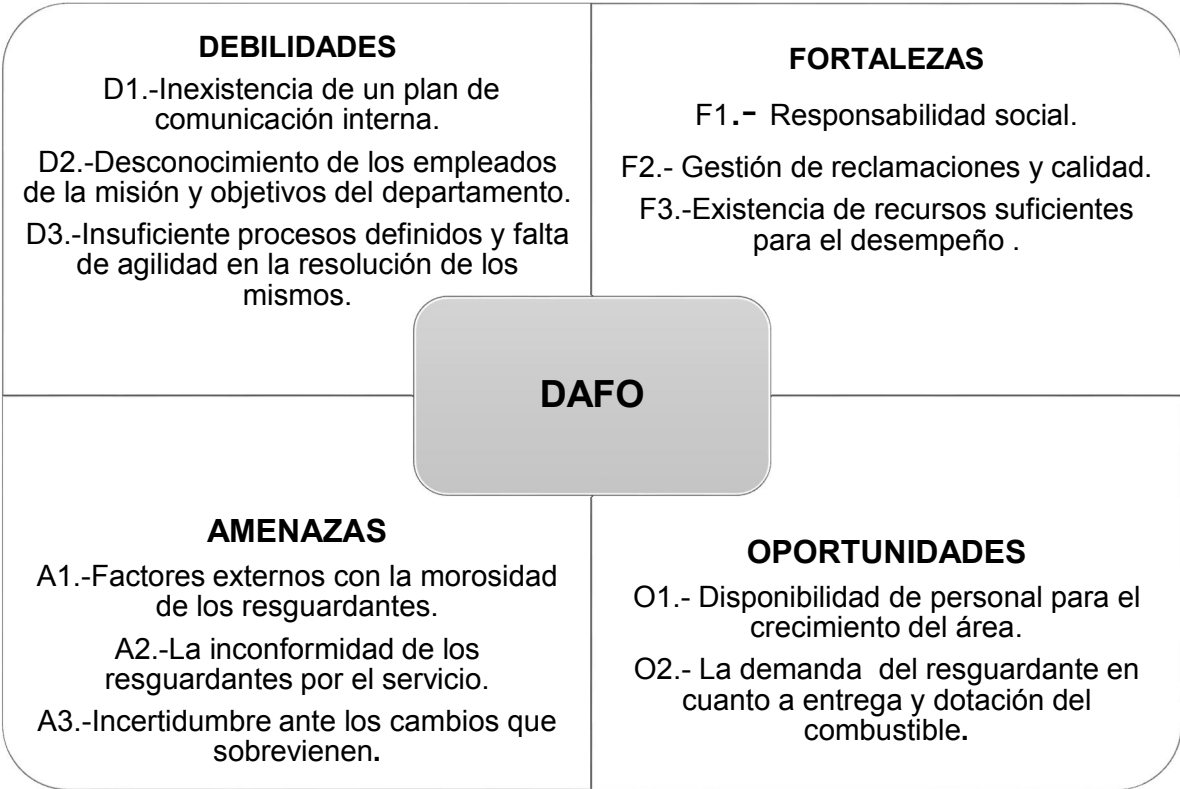 DEBILIDADES
D1.-Inexistencia de un plan de
comunicación interna.
D2.-Desconocimiento de los empleados
de la misión y objetivos del departamento.
D3.-Insuficiente procesos definidos y falta
de agilidad en la resolución de los
mismos.
FORTALEZAS
F1.- Responsabilidad social.
F2.- Gestión de reclamaciones y calidad.
F3.-Existencia de recursos suficientes
para el desempeño .
DAFO
AMENAZAS
A1.-Factores externos con la morosidad
de los resguardantes.
A2.-La inconformidad de los
resguardantes por el servicio.
A3.-Incertidumbre ante los cambios que
sobrevienen.
OPORTUNIDADES
O1.- Disponibilidad de personal para el
crecimiento del área.
O2.- La demanda  del resguardante en
cuanto a entrega y dotación del
combustible.